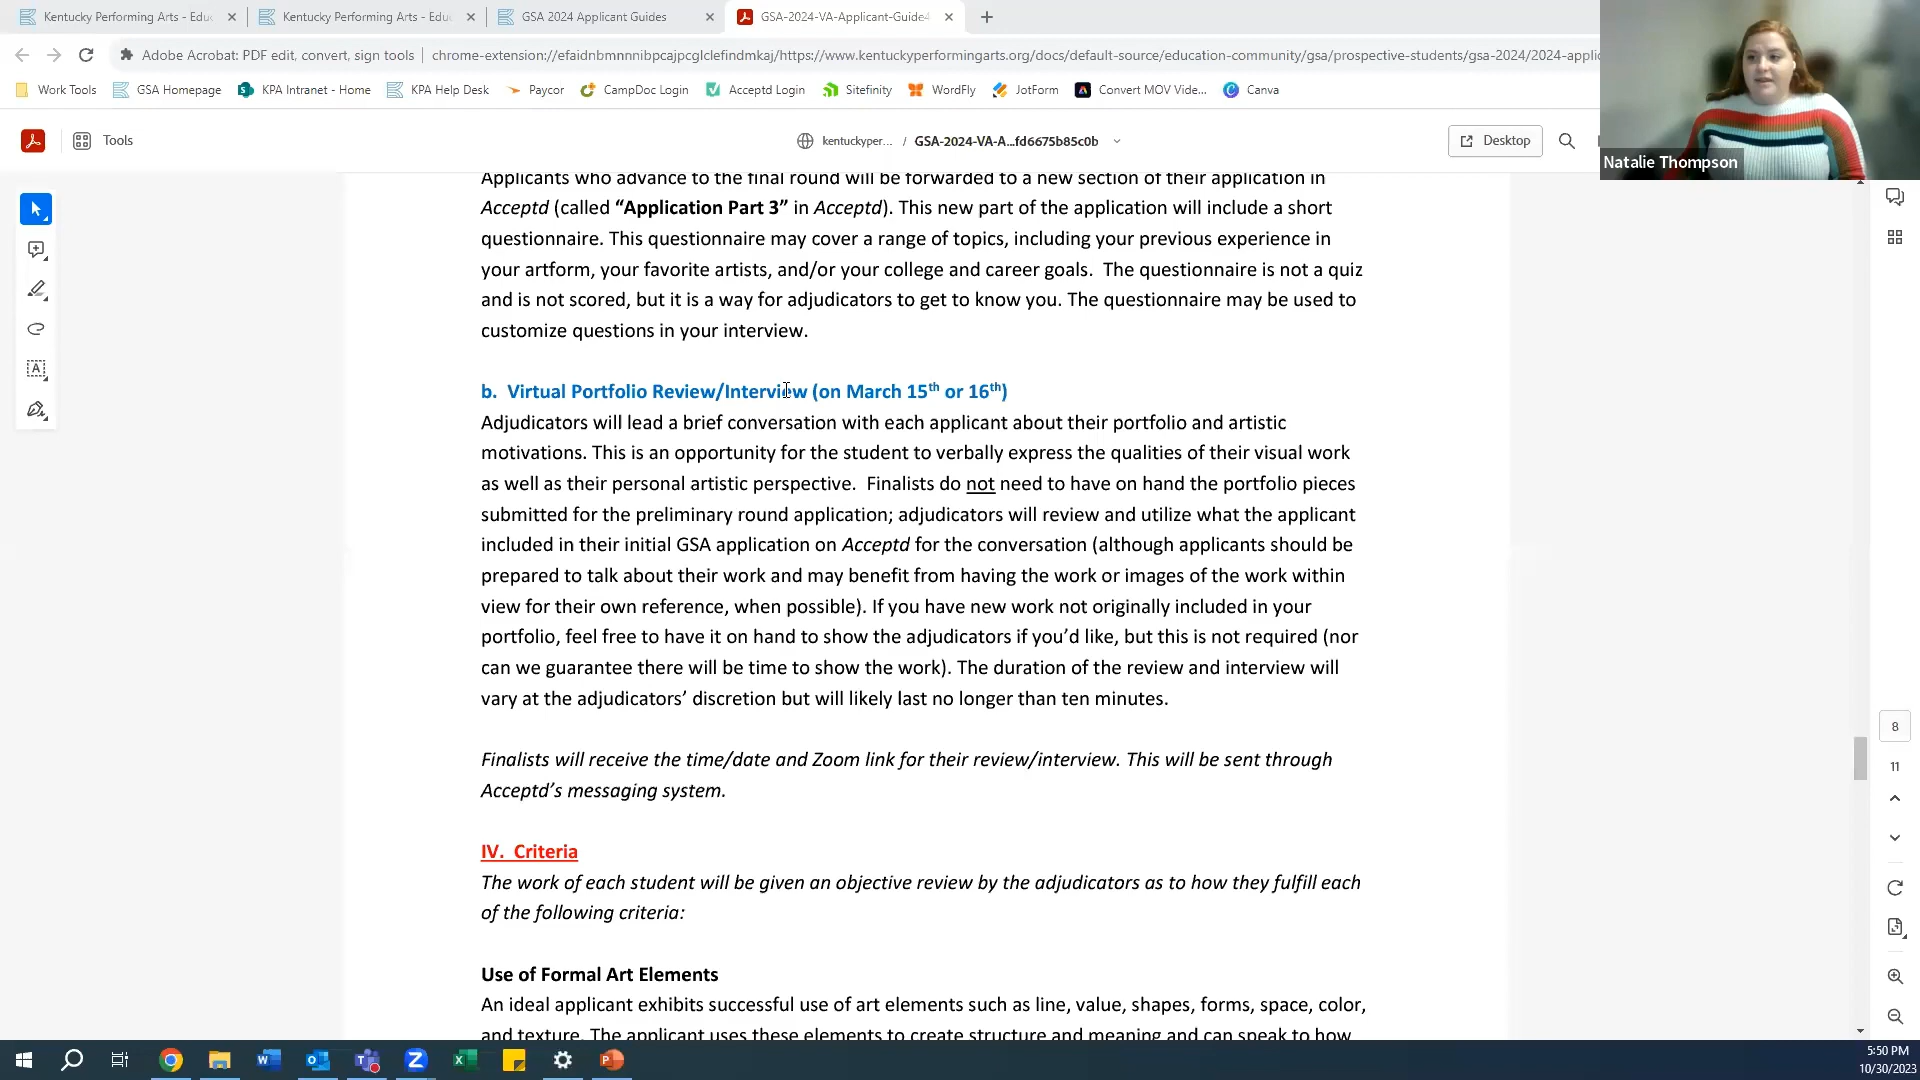 Kentucky Performing Arts - Educ
Kentucky Performing Arts - Educ
GSA 2024 Applicant Guides
GSA-2024-VA-Applicant-Guide4
Adobe Acrobat: PDF edit, convert, sign tools
chrome-extension://efaidnbmnnnibpcajpcglclefindmkaj/https://www.kentuckyperformingarts.org/docs/default-source/education-community/gsa/prospective-students/gsa-2024/2024-applic
Work Tools
GSA Homepage
KPA Intranet - Home
KPA Help Desk
Paycor
CampDoc Login
Acceptd Login
Sitefinity
WordFly
JotForm
Convert MOV Vide...
Canva
Tools
kentuckyper... / GSA-2024-VA-A...fd6675b85c0b
Desktop
Natalie Thompson
Applicants who advance to the final round will be forwarded to a new section of their application in
Acceptd (called “Application Part 3” in Acceptd). This new part of the application will include a short
questionnaire. This questionnaire may cover a range of topics, including your previous experience in
your artform, your favorite artists, and/or your college and career goals.  The questionnaire is not a quiz
and is not scored, but it is a way for adjudicators to get to know you. The questionnaire may be used to
customize questions in your interview.
b.  Virtual Portfolio Review/Interview (on March 15th or 16th)
Adjudicators will lead a brief conversation with each applicant about their portfolio and artistic
motivations. This is an opportunity for the student to verbally express the qualities of their visual work
as well as their personal artistic perspective.  Finalists do not need to have on hand the portfolio pieces
submitted for the preliminary round application; adjudicators will review and utilize what the applicant
included in their initial GSA application on Acceptd for the conversation (although applicants should be
prepared to talk about their work and may benefit from having the work or images of the work within
view for their own reference, when possible). If you have new work not originally included in your
portfolio, feel free to have it on hand to show the adjudicators if you’d like, but this is not required (nor
can we guarantee there will be time to show the work). The duration of the review and interview will
vary at the adjudicators’ discretion but will likely last no longer than ten minutes.
Finalists will receive the time/date and Zoom link for their review/interview. This will be sent through
Acceptd’s messaging system.
IV.  Criteria
The work of each student will be given an objective review by the adjudicators as to how they fulfill each
of the following criteria:
Use of Formal Art Elements
An ideal applicant exhibits successful use of art elements such as line, value, shapes, forms, space, color,
and texture. The applicant uses these elements to create structure and meaning and can speak to how
8
11
5:50 PM
10/30/2023